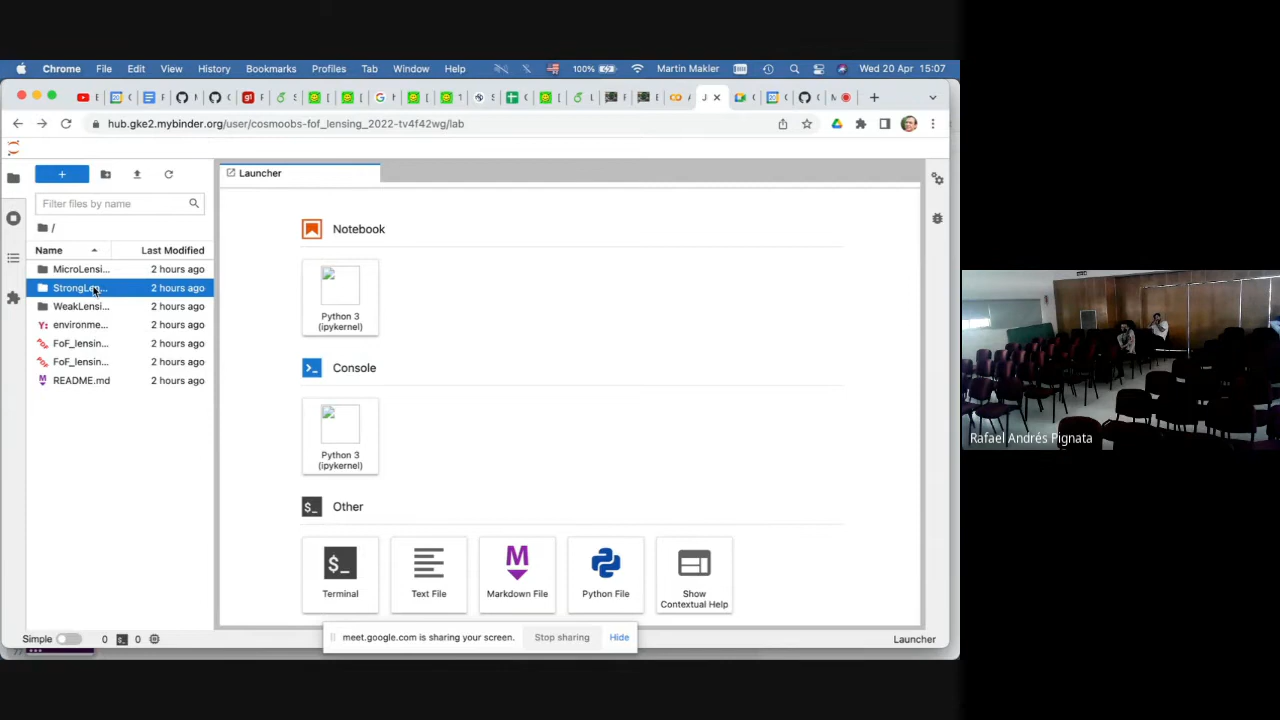 Chrome File Edit View History Bookmarks Profiles Tab Window Help 100% Martin Makler Wed 20 Apr 15:07
hub.gke2.mybinder.org/user/cosmoobs-fof_lensing_2022-tv4f42wg/lab
Launcher
Filter files by name
/
Name Last Modified
MicroLensi... 2 hours ago
StrongLen... 2 hours ago
WeakLensi... 2 hours ago
environme... 2 hours ago
FoF_lensin... 2 hours ago
FoF_lensin... 2 hours ago
README.md 2 hours ago
Notebook
Python 3
(ipykernel)
Console
Python 3
(ipykernel)
Other
$_
Terminal
Text File
M
Markdown File
Python File
Show
Contextual Help
meet.google.com is sharing your screen. Stop sharing Hide
Simple 0 0 Launcher
Rafael Andrés Pignata